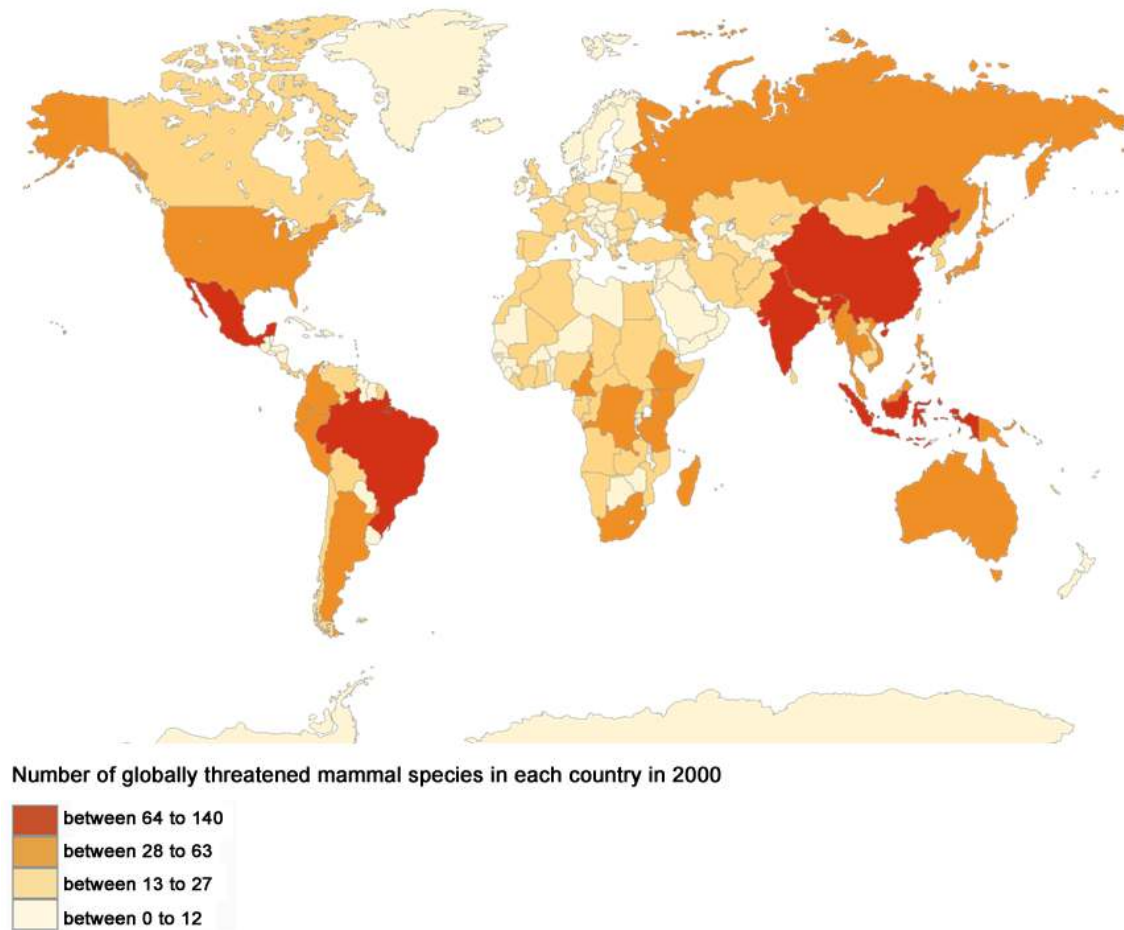 Number of globally threatened mammal species in each country in 2000
between 64 to 140
between 28 to 63
between 13 to 27
between 0 to 12